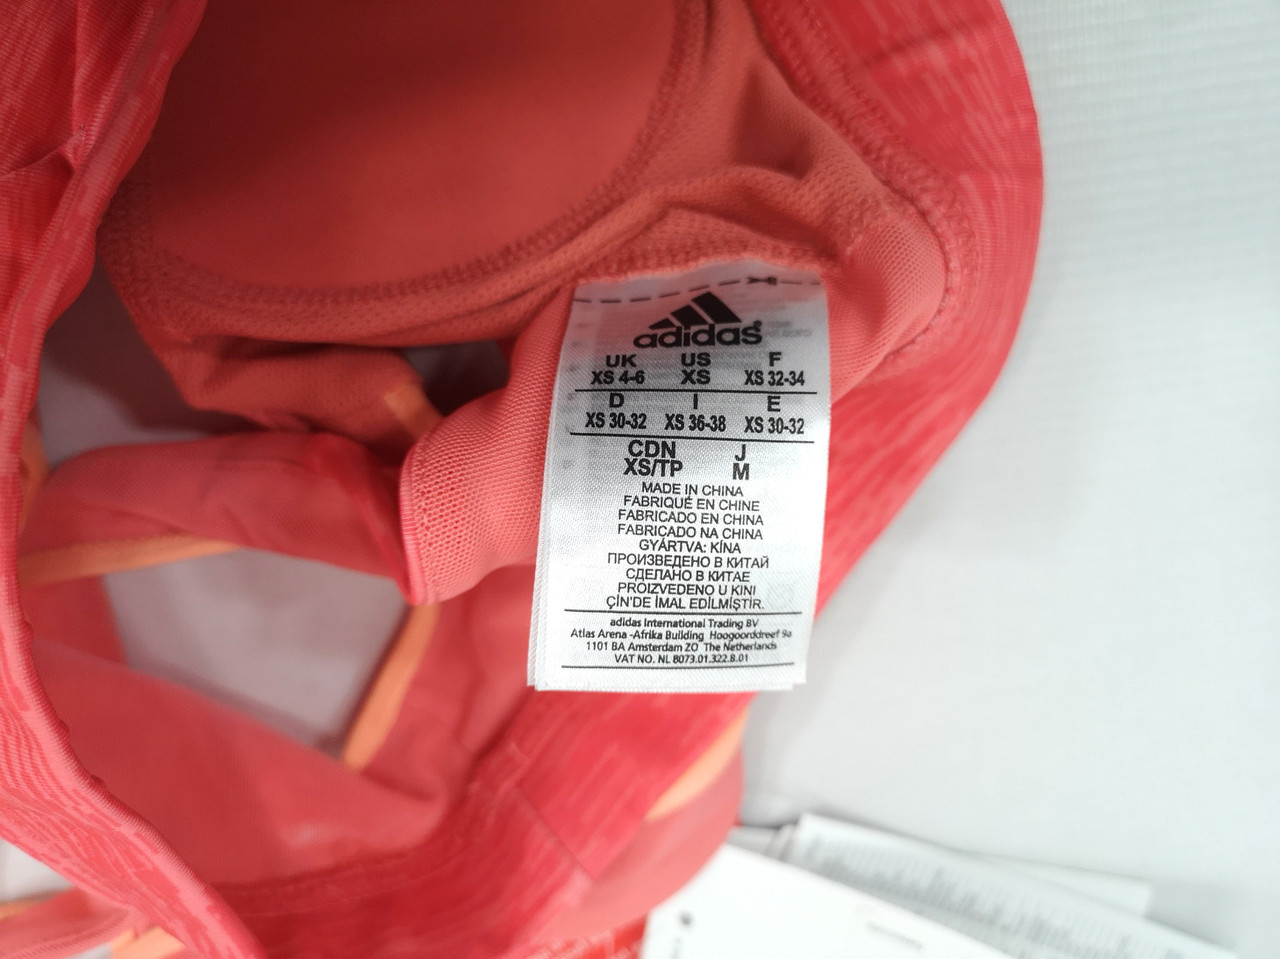 adidas
UK US F
XS 4-6 XS XS 32-34
D I E
XS 30-32 XS 36-38 XS 30-32
CDN J
XS/TP M
MADE IN CHINA
FABRIQUÉ EN CHINE
FABRICADO EN CHINA
FABRICADO NA CHINA
GYÁRTVA: KÍNA
ПРОИЗВЕДЕНО В КИТАЙ
СДЕЛАНО В КИТАЕ
PROIZVEDENO U KINI
ÇİN'DE İMAL EDİLMİŞTİR.
adidas International Trading BV
Atlas Arena -Afrika Building Hoogoorddreef 9a
1101 BA Amsterdam ZO The Netherlands
VAT NO. NL 8073.01.322.B.01